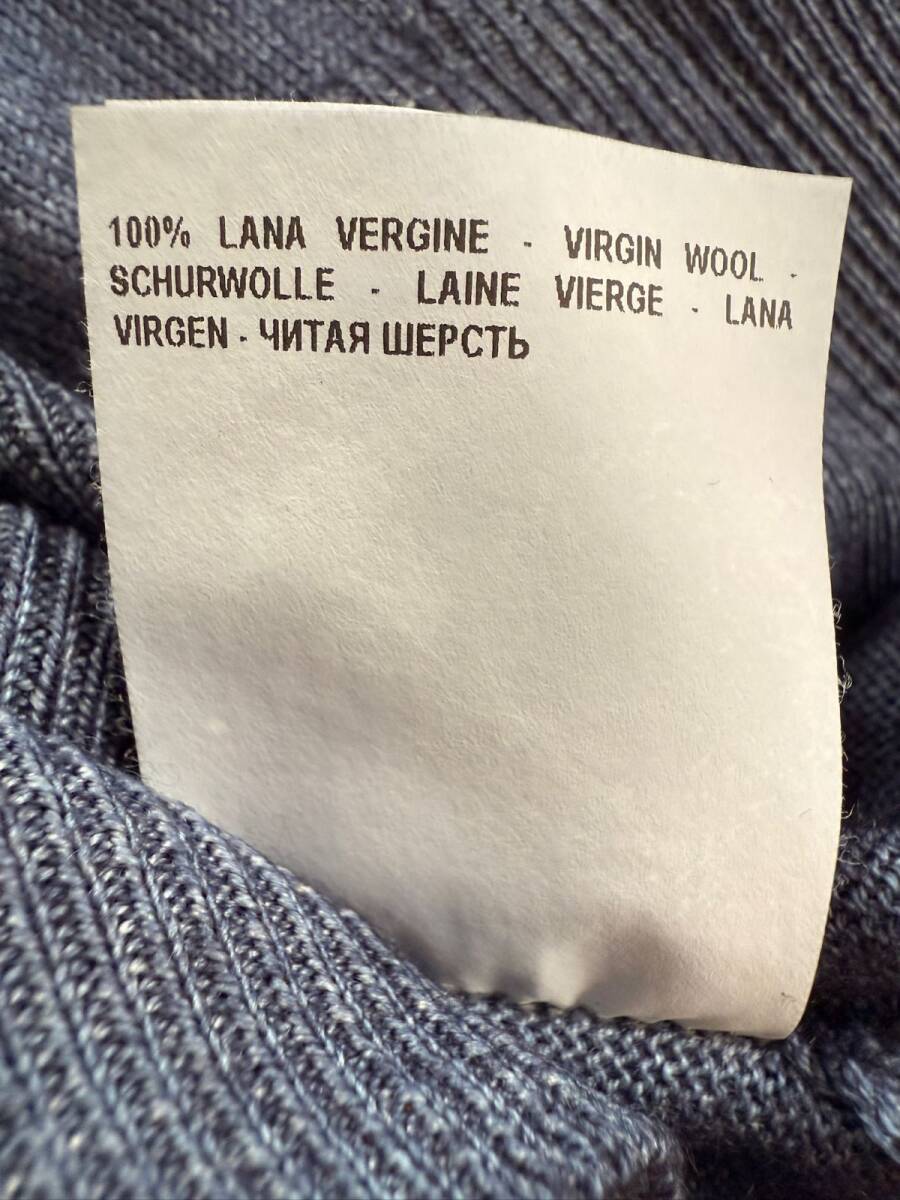 100% LANA VERGINE - VIRGIN WOOL -
SCHURWOLLE - LAINE VIERGE - LANA
VIRGEN - ЧИТАЯ ШЕРСТЬ